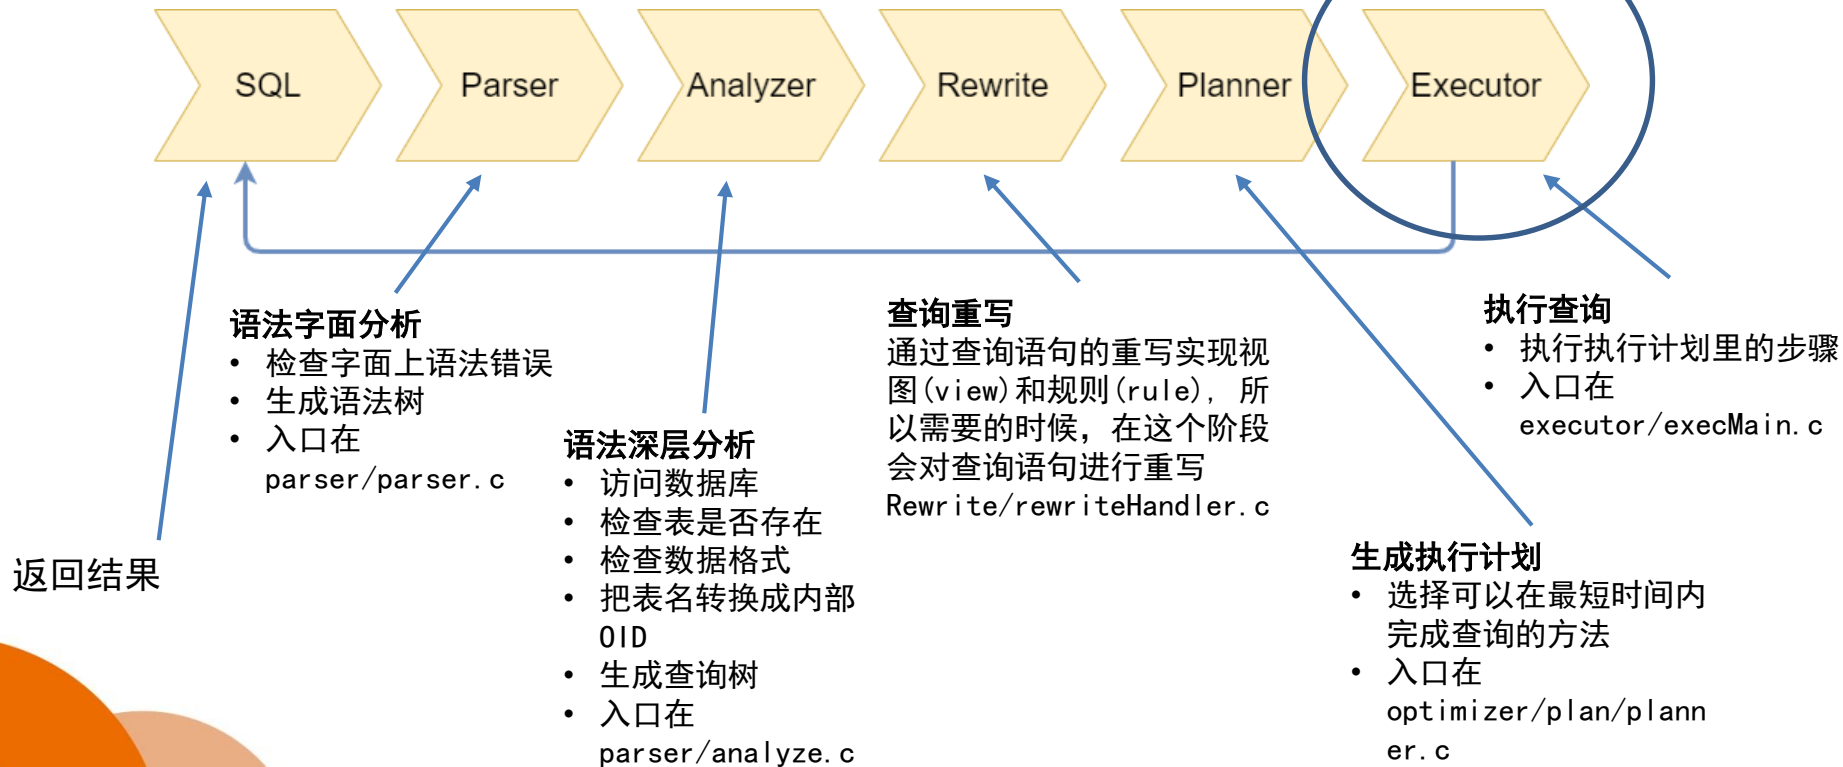 SQL
Parser
Analyzer
Rewrite
Planner
Executor
返回结果
语法字面分析
• 检查字面上语法错误
• 生成语法树
• 入口在
parser/parser.c
语法深层分析
• 访问数据库
• 检查表是否存在
• 检查数据格式
• 把表名转换成内部
OID
• 生成查询树
• 入口在
parser/analyze.c
查询重写
通过查询语句的重写实现视
图(view)和规则(rule), 所
以需要的时候，在这个阶段
会对查询语句进行重写
Rewrite/rewriteHandler.c
生成执行计划
• 选择可以在最短时间内
完成查询的方法
• 入口在
optimizer/plan/plann
er.c
执行查询
• 执行执行计划里的步骤
• 入口在
executor/execMain.c